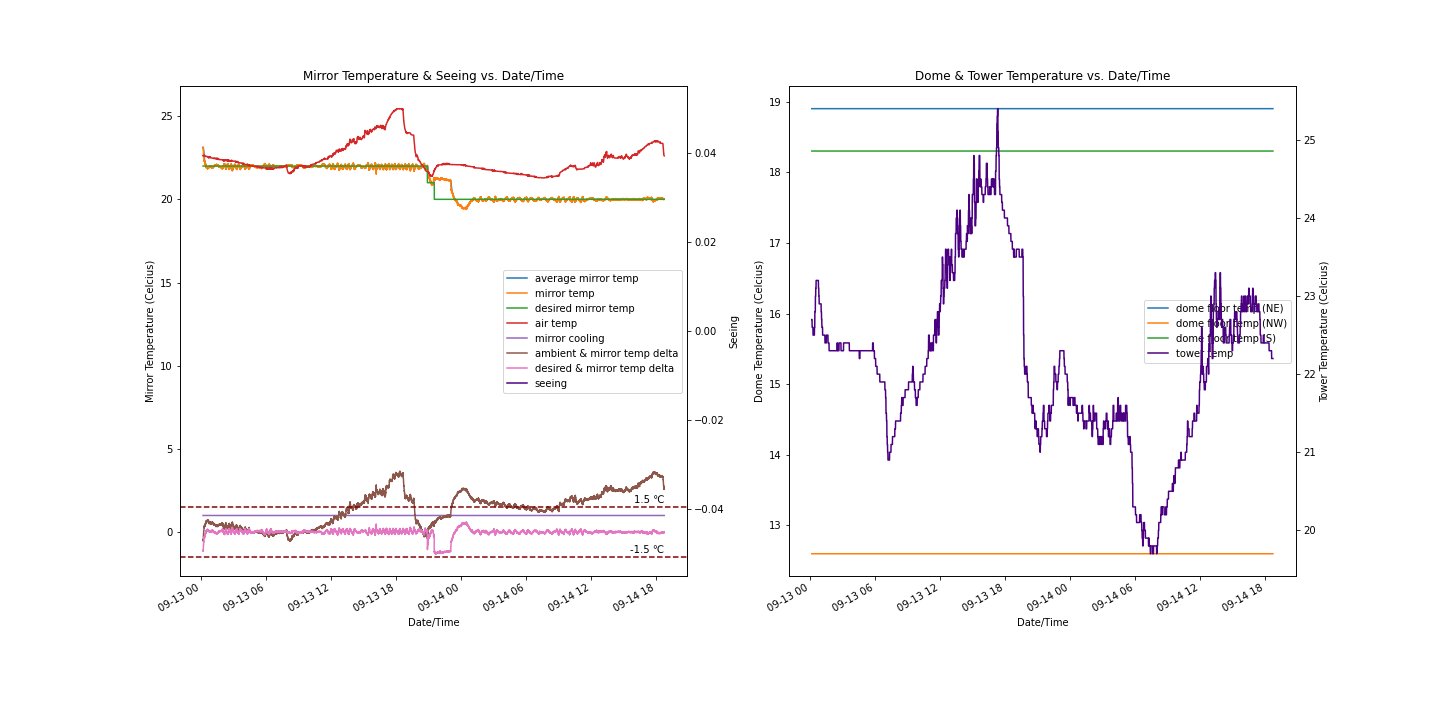 Mirror Temperature & Seeing vs. Date/Time
Mirror Temperature (Celcius)
25
20
15
10
5
0
0.04
0.02
0.00
−0.02
−0.04
Seeing
average mirror temp
mirror temp
desired mirror temp
air temp
mirror cooling
ambient & mirror temp delta
desired & mirror temp delta
seeing
1.5 °C
-1.5 °C
09-13 00
09-13 06
09-13 12
09-13 18
09-14 00
09-14 06
09-14 12
09-14 18
Date/Time
Dome & Tower Temperature vs. Date/Time
Dome Temperature (Celcius)
19
18
17
16
15
14
13
25
24
23
22
21
20
Tower Temperature (Celcius)
dome floor temp (NE)
dome floor temp (NW)
dome floor temp (S)
tower temp
09-13 00
09-13 06
09-13 12
09-13 18
09-14 00
09-14 06
09-14 12
09-14 18
Date/Time